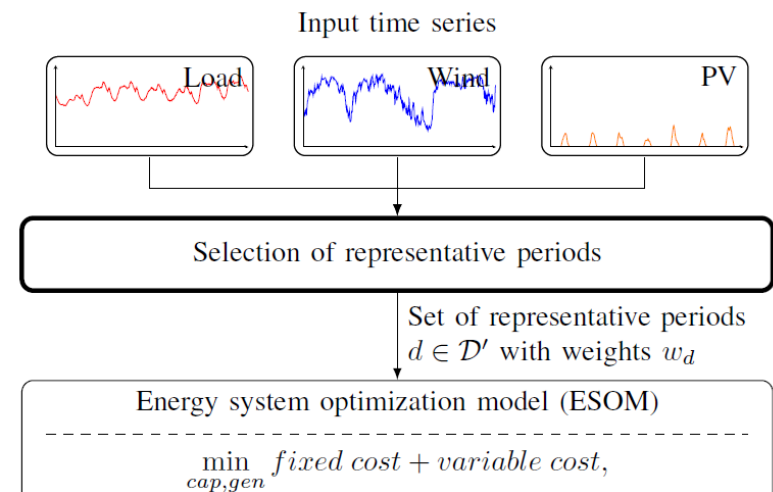 Input time series
Load
Wind
PV
Selection of representative periods
Set of representative periods
d ∈ 𝒟′ with weights w_d
Energy system optimization model (ESOM)
min fixed cost + variable cost,
cap,gen